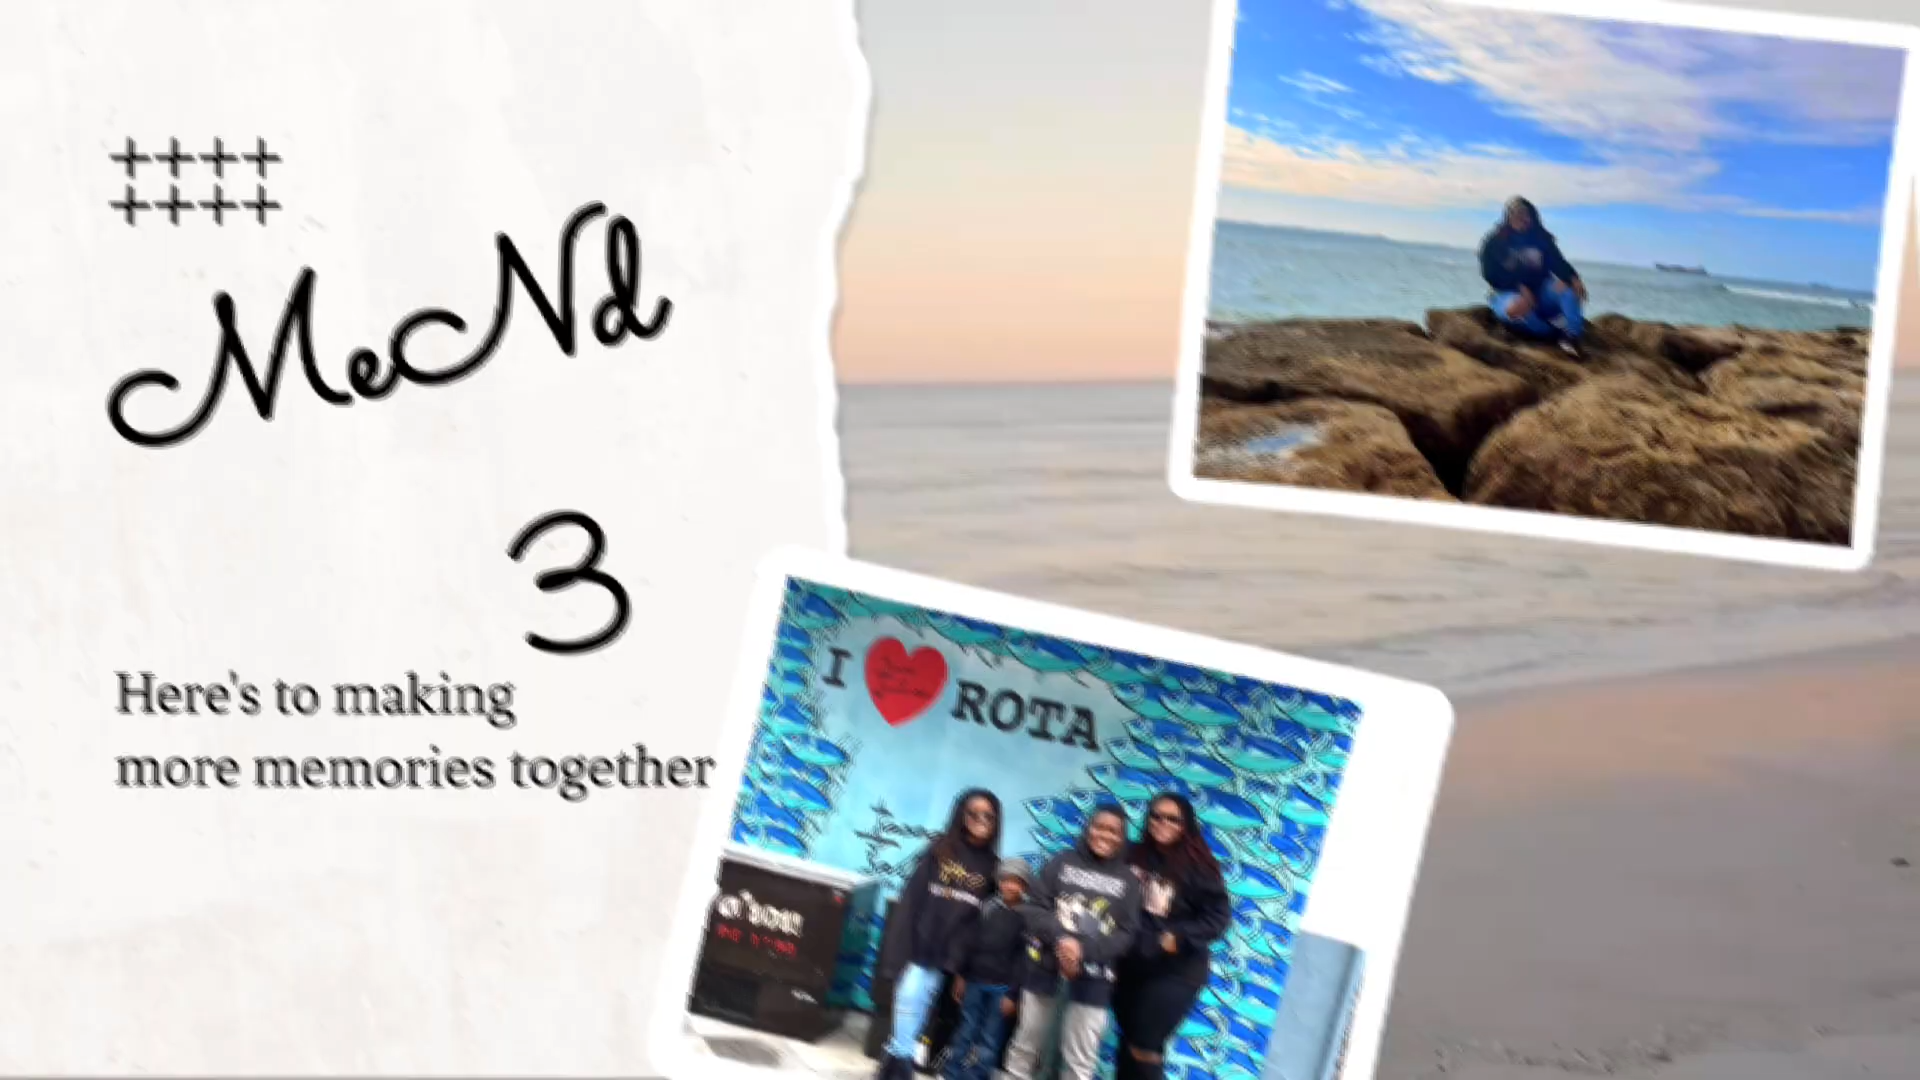 ++++
++++
MeNd
3
Here's to making
more memories together
I
ROTA